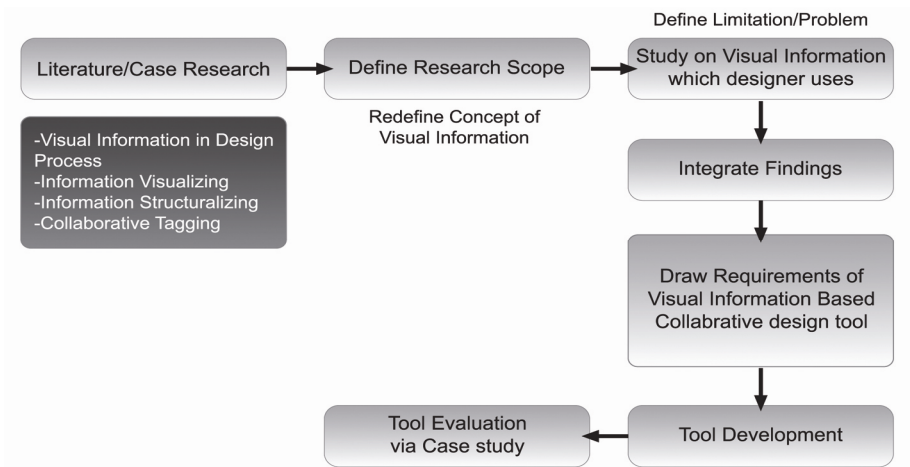 Literature/Case Research
-Visual Information in Design
Process
-Information Visualizing
-Information Structuralizing
-Collaborative Tagging
Define Research Scope
Redefine Concept of
Visual Information
Define Limitation/Problem
Study on Visual Information
which designer uses
Integrate Findings
Draw Requirements of
Visual Information Based
Collabrative design tool
Tool Development
Tool Evaluation
via Case study